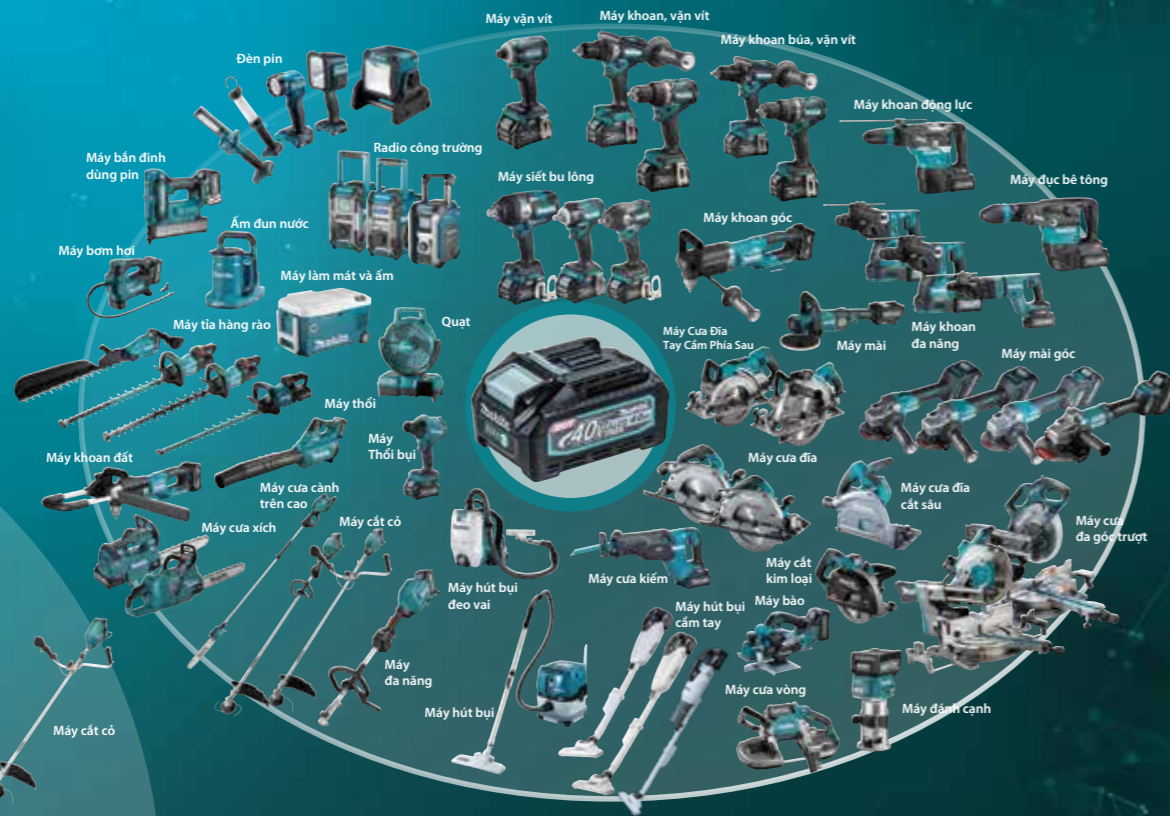 Máy vặn vít
Máy khoan, vặn vít
Máy khoan búa, vặn vít
Đèn pin
Máy khoan động lực
Radio công trường
Máy bắn đinh
dùng pin
Máy siết bu lông
Máy đục bê tông
Máy khoan góc
Ấm đun nước
Máy bơm hơi
Máy làm mát và ấm
Máy tỉa hàng rào
Quạt
Máy Cưa Đĩa
Tay Cầm Phía Sau
Máy mài
Máy khoan
đa năng
Máy mài góc
makita
40V
Máy thổi
Máy
Thổi bụi
Máy khoan đất
Máy cưa cành
trên cao
Máy cưa đĩa
Máy cưa đĩa
cắt sâu
Máy cưa xích
Máy cắt cỏ
Máy cưa
đa góc trượt
Máy hút bụi
đeo vai
Máy cưa kiếm
Máy cắt
kim loại
Máy hút bụi
cầm tay
Máy bào
Máy
đa năng
Máy cưa vòng
Máy hút bụi
Máy đánh cạnh
Máy cắt cỏ